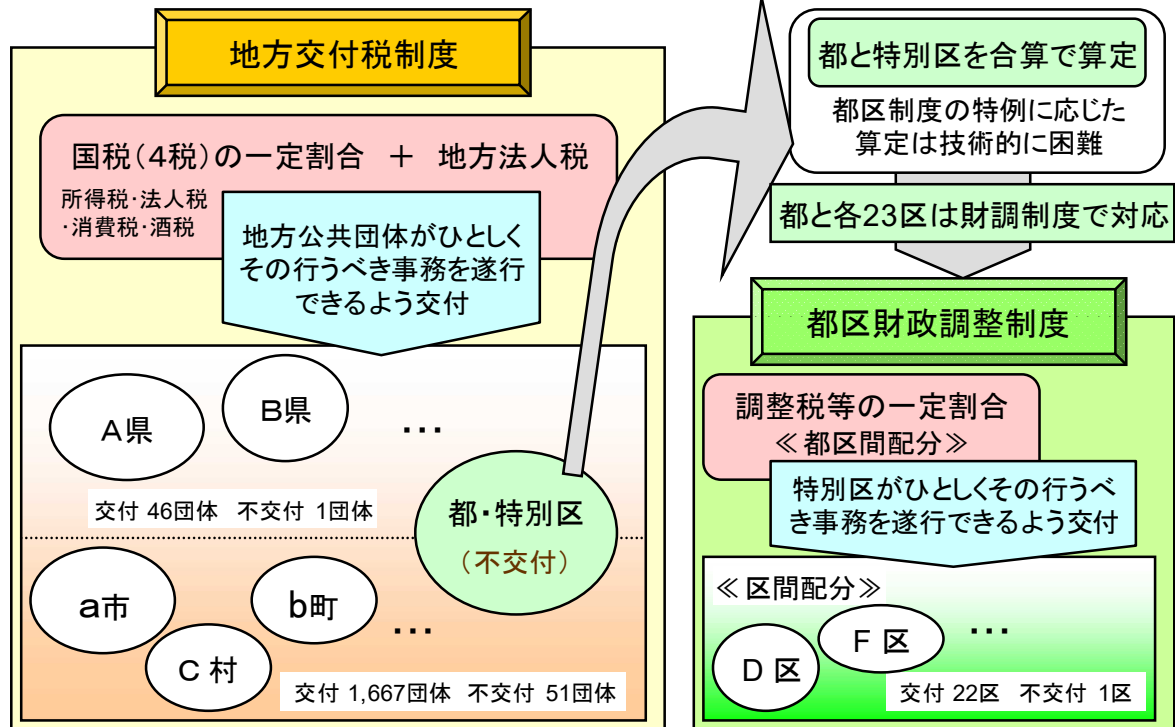 地方交付税制度
国税（４税）の一定割合　＋　地方法人税
所得税・法人税
・消費税・酒税
地方公共団体がひとしく
その行うべき事務を遂行
できるよう交付
A県
B県
…
交付 46団体　不交付 1団体
都・特別区
（不交付）
a市
b町
C 村
…
交付 1,667団体　不交付 51団体
都と特別区を合算で算定
都区制度の特例に応じた
算定は技術的に困難
都と各23区は財調制度で対応
都区財政調整制度
調整税等の一定割合
≪都区間配分≫
特別区がひとしくその行うべ
き事務を遂行できるよう交付
≪区間配分≫
D 区
F 区
…
交付 22区　不交付 1区